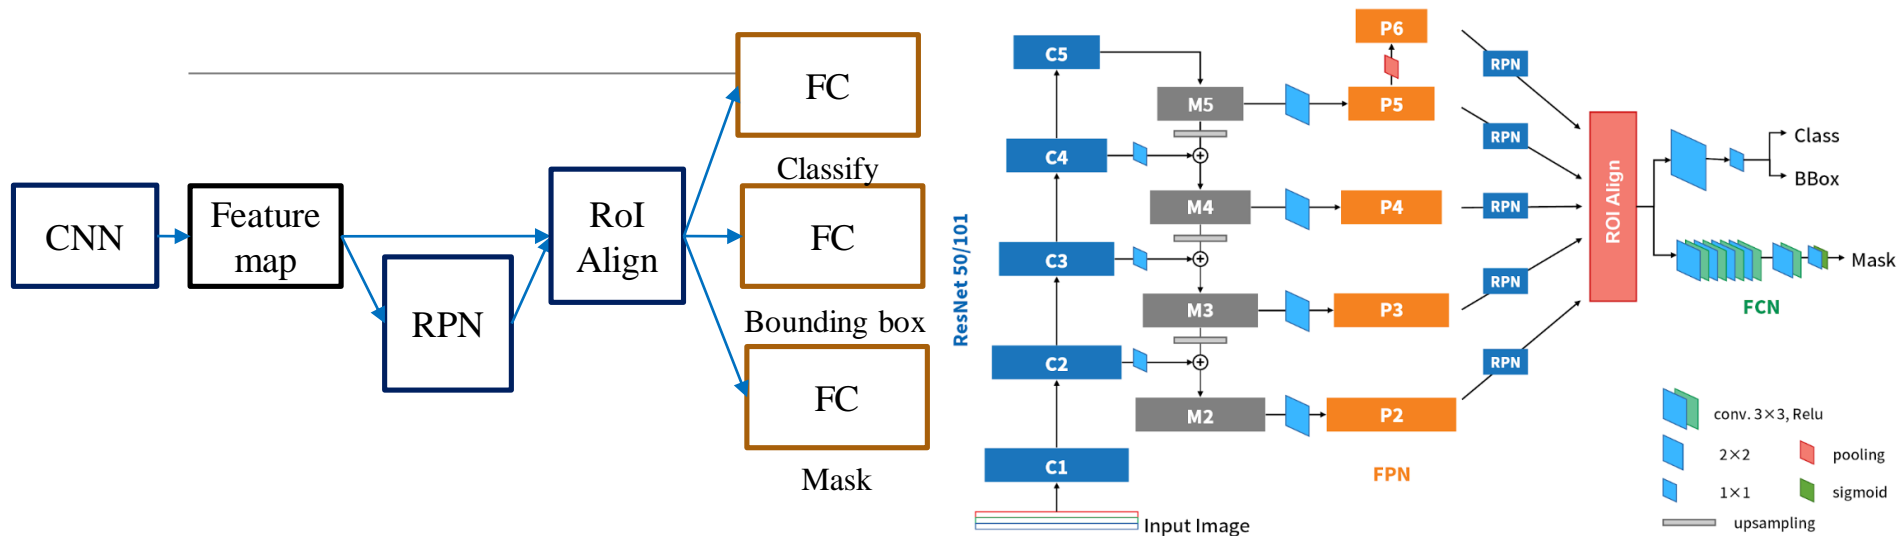 CNN
Feature
map
RPN
RoI
Align
FC
Classify
FC
Bounding box
FC
Mask
ResNet 50/101
C5
C4
C3
C2
C1
Input Image
M5
M4
M3
M2
P6
P5
P4
P3
P2
FPN
RPN
RPN
RPN
RPN
RPN
ROI Align
Class
BBox
Mask
FCN
conv. 3×3, Relu
2×2
pooling
1×1
sigmoid
upsampling